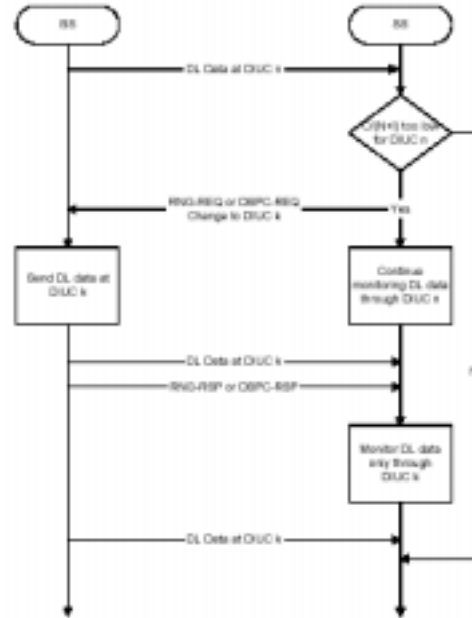 BS
SS
DL Data at DIUC n
C/(N+I) too low
for DIUC n
RNG-REQ or DBPC-REQ
Change to DIUC k
Yes
Send DL data at
DIUC k
Continue
monitoring DL data
through DIUC n
DL Data at DIUC k
RNG-RSP or DBPC-RSP
Monitor DL data
only through
DIUC k
DL Data at DIUC k